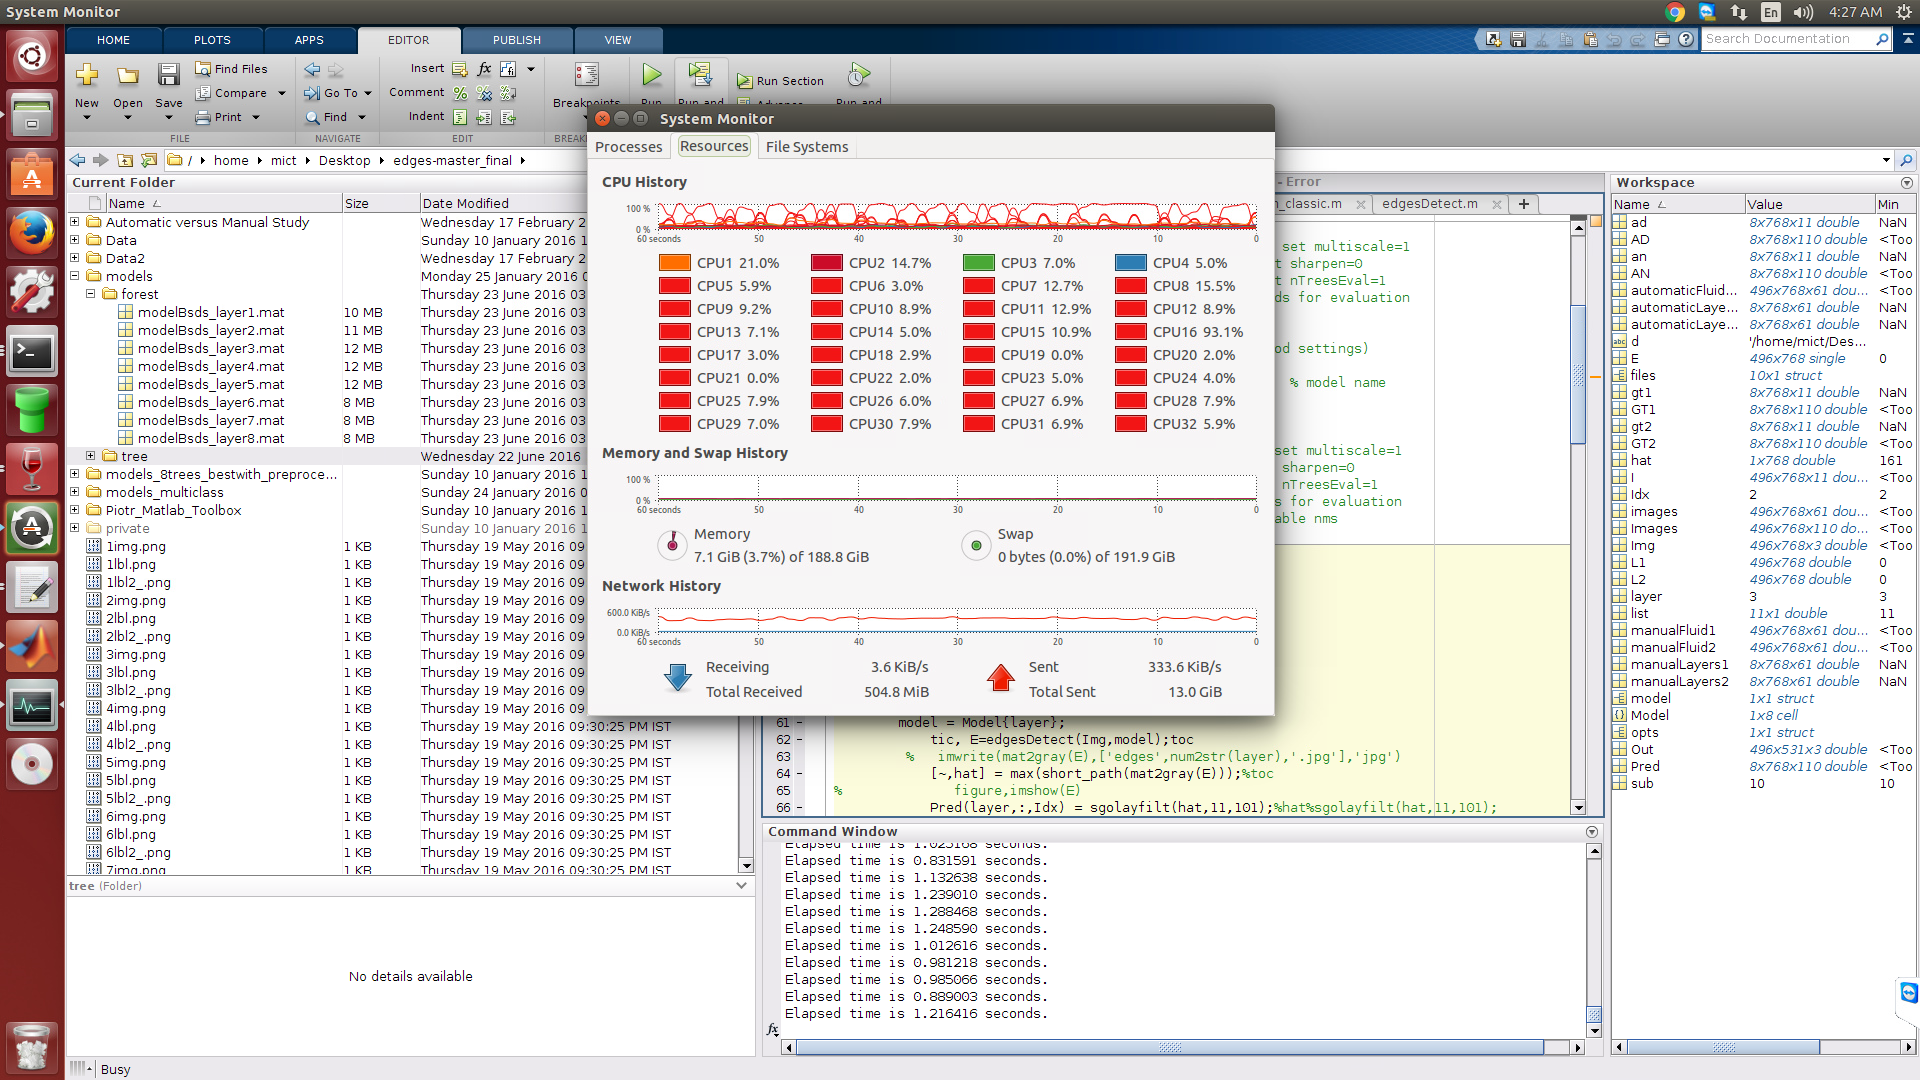 System Monitor
En
4:27 AM
HOME PLOTS APPS EDITOR PUBLISH VIEW
Search Documentation
New Open Save
Find Files
Compare
Print
FILE
Go To
Find
NAVIGATE
Insert
Comment
Indent
EDIT
fx
Breakpoints
Run
Run and
Run Section
Run and
/ home mict Desktop edges-master_final
Current Folder
Name Size Date Modified
Automatic versus Manual Study Wednesday 17 February 2
Data Sunday 10 January 2016 1
Data2 Wednesday 17 February 2
models Monday 25 January 2016 1
forest Thursday 23 June 2016 03
modelBsds_layer1.mat 10 MB Thursday 23 June 2016 03
modelBsds_layer2.mat 11 MB Thursday 23 June 2016 03
modelBsds_layer3.mat 12 MB Thursday 23 June 2016 03
modelBsds_layer4.mat 12 MB Thursday 23 June 2016 03
modelBsds_layer5.mat 12 MB Thursday 23 June 2016 03
modelBsds_layer6.mat 8 MB Thursday 23 June 2016 03
modelBsds_layer7.mat 8 MB Thursday 23 June 2016 03
modelBsds_layer8.mat 8 MB Thursday 23 June 2016 03
tree Wednesday 22 June 2016
models_8trees_bestwith_preproce... Sunday 10 January 2016 1
models_multiclass Sunday 24 January 2016 0
Piotr_Matlab_Toolbox Sunday 10 January 2016 1
private Sunday 10 January 2016 1
1img.png 1 KB Thursday 19 May 2016 09:
1lbl.png 1 KB Thursday 19 May 2016 09:
1lbl2_.png 1 KB Thursday 19 May 2016 09:
2img.png 1 KB Thursday 19 May 2016 09:
2lbl.png 1 KB Thursday 19 May 2016 09:
2lbl2_.png 1 KB Thursday 19 May 2016 09:
3img.png 1 KB Thursday 19 May 2016 09:
3lbl.png 1 KB Thursday 19 May 2016 09:
3lbl2_.png 1 KB Thursday 19 May 2016 09:
4img.png 1 KB Thursday 19 May 2016 09:
4lbl.png 1 KB Thursday 19 May 2016 09:30:25 PM IST
4lbl2_.png 1 KB Thursday 19 May 2016 09:30:25 PM IST
5img.png 1 KB Thursday 19 May 2016 09:30:25 PM IST
5lbl.png 1 KB Thursday 19 May 2016 09:30:25 PM IST
5lbl2_.png 1 KB Thursday 19 May 2016 09:30:25 PM IST
6img.png 1 KB Thursday 19 May 2016 09:30:25 PM IST
6lbl.png 1 KB Thursday 19 May 2016 09:30:25 PM IST
6lbl2_.png 1 KB Thursday 19 May 2016 09:30:25 PM IST
7img.png 1 KB Thursday 19 May 2016 09:30:25 PM IST
tree (Folder)
No details available
Busy
System Monitor
Processes Resources File Systems
CPU History
100 %
0 %
60 seconds 50 40 30 20 10 0
CPU1 21.0% CPU2 14.7% CPU3 7.0% CPU4 5.0%
CPU5 5.9% CPU6 3.0% CPU7 12.7% CPU8 15.5%
CPU9 9.2% CPU10 8.9% CPU11 12.9% CPU12 8.9%
CPU13 7.1% CPU14 5.0% CPU15 10.9% CPU16 93.1%
CPU17 3.0% CPU18 2.9% CPU19 0.0% CPU20 2.0%
CPU21 0.0% CPU22 2.0% CPU23 5.0% CPU24 4.0%
CPU25 7.9% CPU26 6.0% CPU27 6.9% CPU28 7.9%
CPU29 7.0% CPU30 7.9% CPU31 6.9% CPU32 5.9%
Memory and Swap History
100 %
0 %
60 seconds 50 40 30 20 10 0
Memory
7.1 GiB (3.7%) of 188.8 GiB
Swap
0 bytes (0.0%) of 191.9 GiB
Network History
600.0 KiB/s
0.0 KiB/s
60 seconds 50 40 30 20 10 0
Receiving 3.6 KiB/s
Total Received 504.8 MiB
Sent 333.6 KiB/s
Total Sent 13.0 GiB
- Error
n_classic.m edgesDetect.m +
set multiscale=1
t sharpen=0
t nTreesEval=1
ds for evaluation
od settings)
% model name
set multiscale=1
sharpen=0
nTreesEval=1
s for evaluation
able nms
61 - model = Model{layer};
62 - tic, E=edgesDetect(Img,model);toc
63 % imwrite(mat2gray(E),['edges',num2str(layer),'.jpg'],'jpg')
64 - [~,hat] = max(short_path(mat2gray(E)));%toc
65 % figure,imshow(E)
66 - Pred(layer,:,Idx) = sgolayfilt(hat,11,101);%hat%sgolayfilt(hat,11,101);
Command Window
Elapsed time is 1.025168 seconds.
Elapsed time is 0.831591 seconds.
Elapsed time is 1.132638 seconds.
Elapsed time is 1.239010 seconds.
Elapsed time is 1.288468 seconds.
Elapsed time is 1.248590 seconds.
Elapsed time is 1.012616 seconds.
Elapsed time is 0.981218 seconds.
Elapsed time is 0.985066 seconds.
Elapsed time is 0.889003 seconds.
Elapsed time is 1.216416 seconds.
fx
Workspace
Name Value Min
ad 8x768x11 double NaN
AD 8x768x110 double <Too
an 8x768x11 double NaN
AN 8x768x110 double <Too
automaticFluid... 496x768x61 dou... <Too
automaticLaye... 8x768x61 double NaN
automaticLaye... 8x768x61 double NaN
d '/home/mict/Des...
E 496x768 single 0
files 10x1 struct
gt1 8x768x11 double NaN
GT1 8x768x110 double <Too
gt2 8x768x11 double NaN
GT2 8x768x110 double <Too
hat 1x768 double 161
I 496x768x11 dou... <Too
Idx 2 2
images 496x768x61 dou... <Too
Images 496x768x110 do... <Too
Img 496x768x3 double <Too
L1 496x768 double 0
L2 496x768 double 0
layer 3 3
list 11x1 double 11
manualFluid1 496x768x61 dou... <Too
manualFluid2 496x768x61 dou... <Too
manualLayers1 8x768x61 double NaN
manualLayers2 8x768x61 double NaN
model 1x1 struct
Model 1x8 cell
opts 1x1 struct
Out 496x531x3 double <Too
Pred 8x768x110 double <Too
sub 10 10